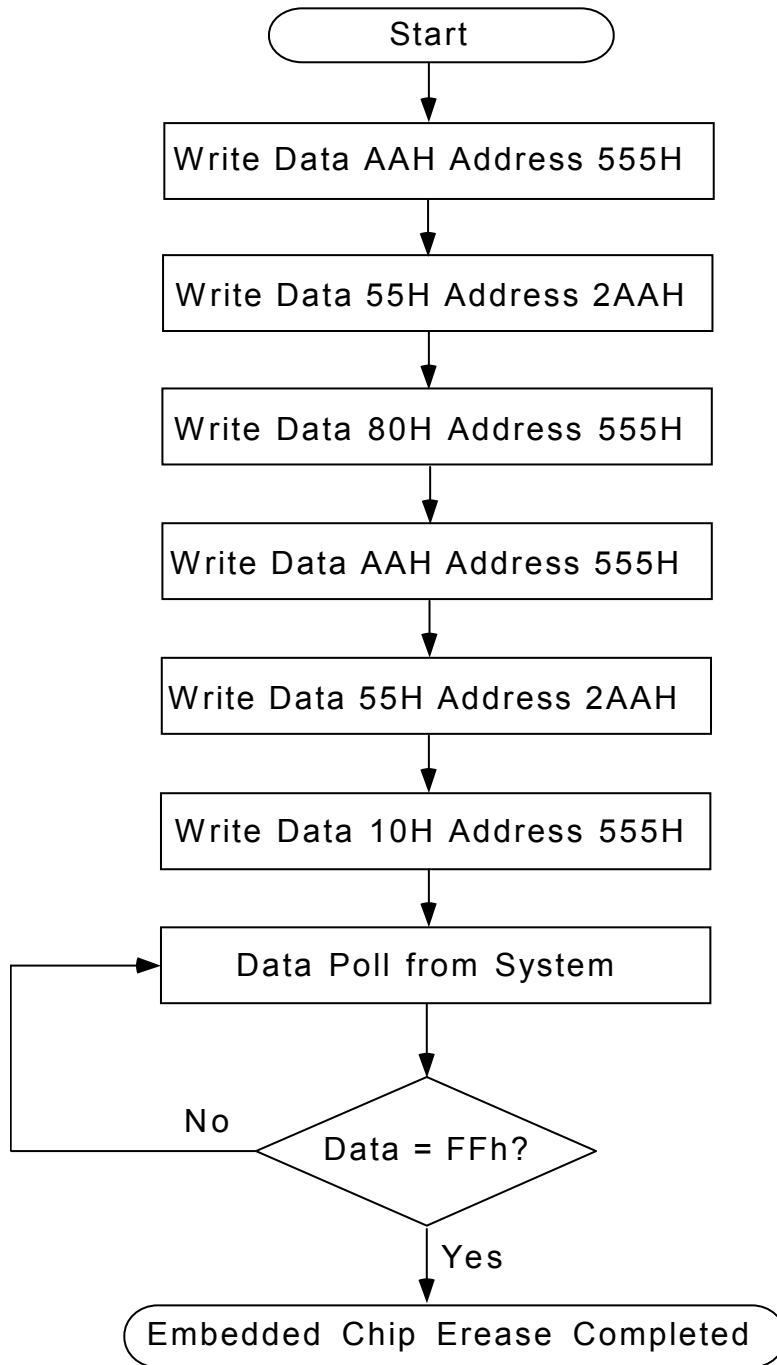 Start
Write Data AAH Address 555H
Write Data 55H Address 2AAH
Write Data 80H Address 555H
Write Data AAH Address 555H
Write Data 55H Address 2AAH
Write Data 10H Address 555H
Data Poll from System
No
Data = FFh?
Yes
Embedded Chip Erease Completed